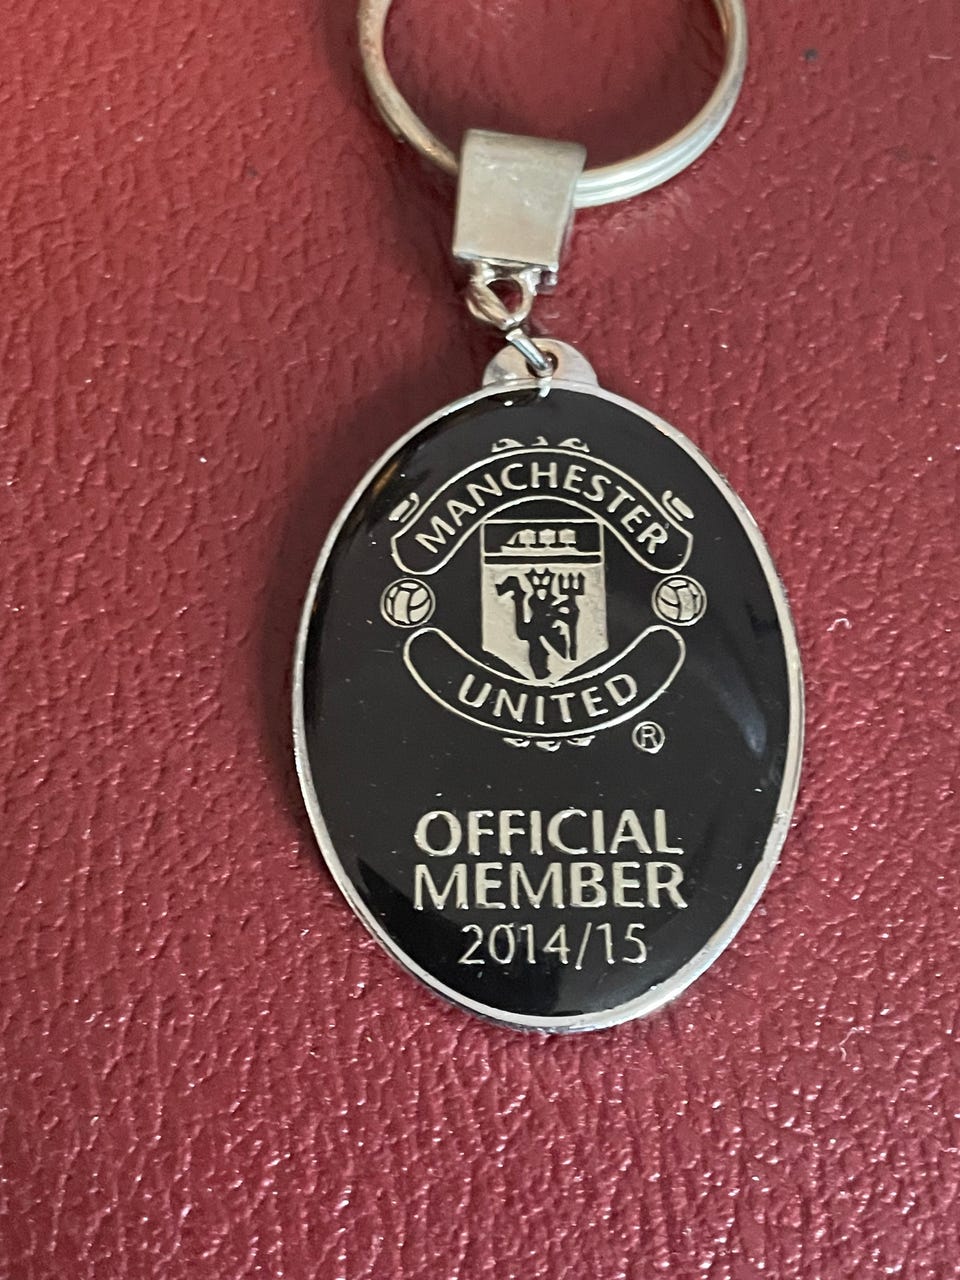 MANCHESTER
UNITED
®
OFFICIAL
MEMBER
2014/15